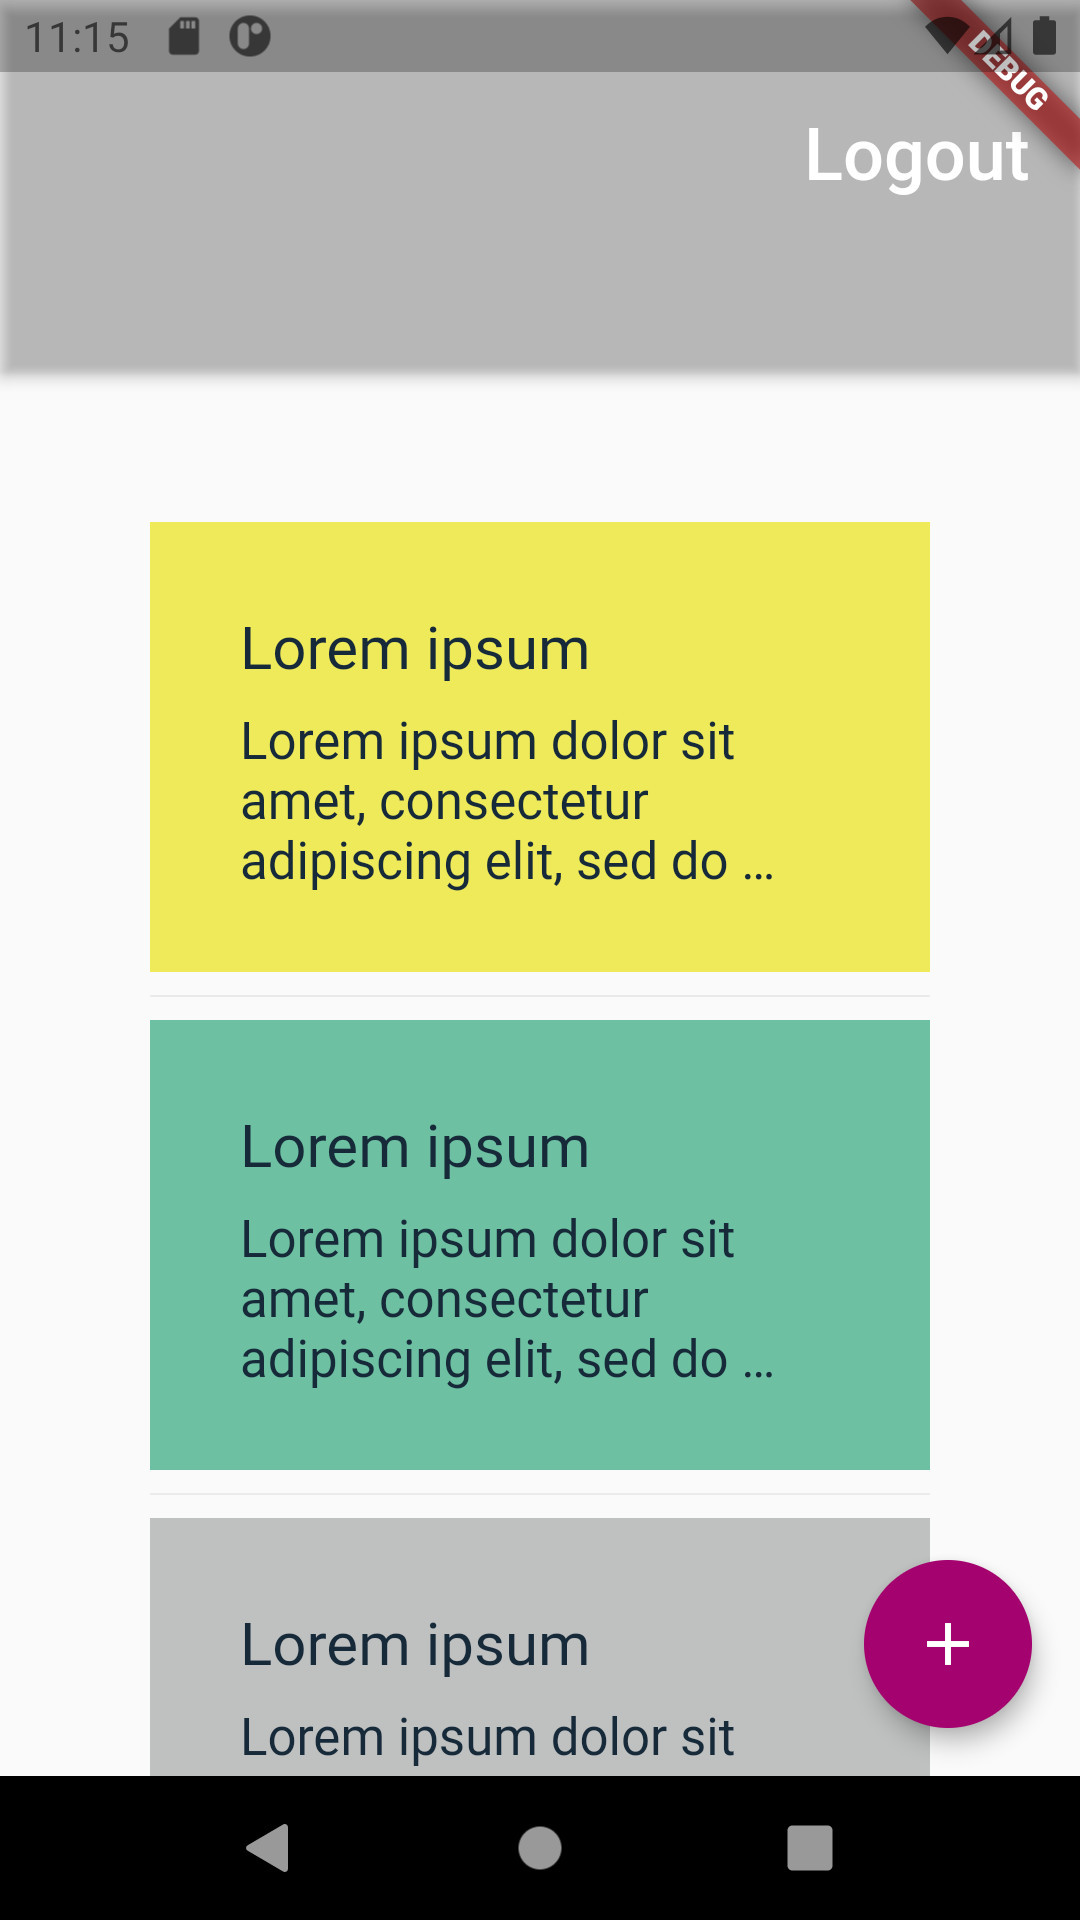 11:15
DEBUG
Logout
Lorem ipsum
Lorem ipsum dolor sit
amet, consectetur
adipiscing elit, sed do ...
Lorem ipsum
Lorem ipsum dolor sit
amet, consectetur
adipiscing elit, sed do ...
Lorem ipsum
Lorem ipsum dolor sit